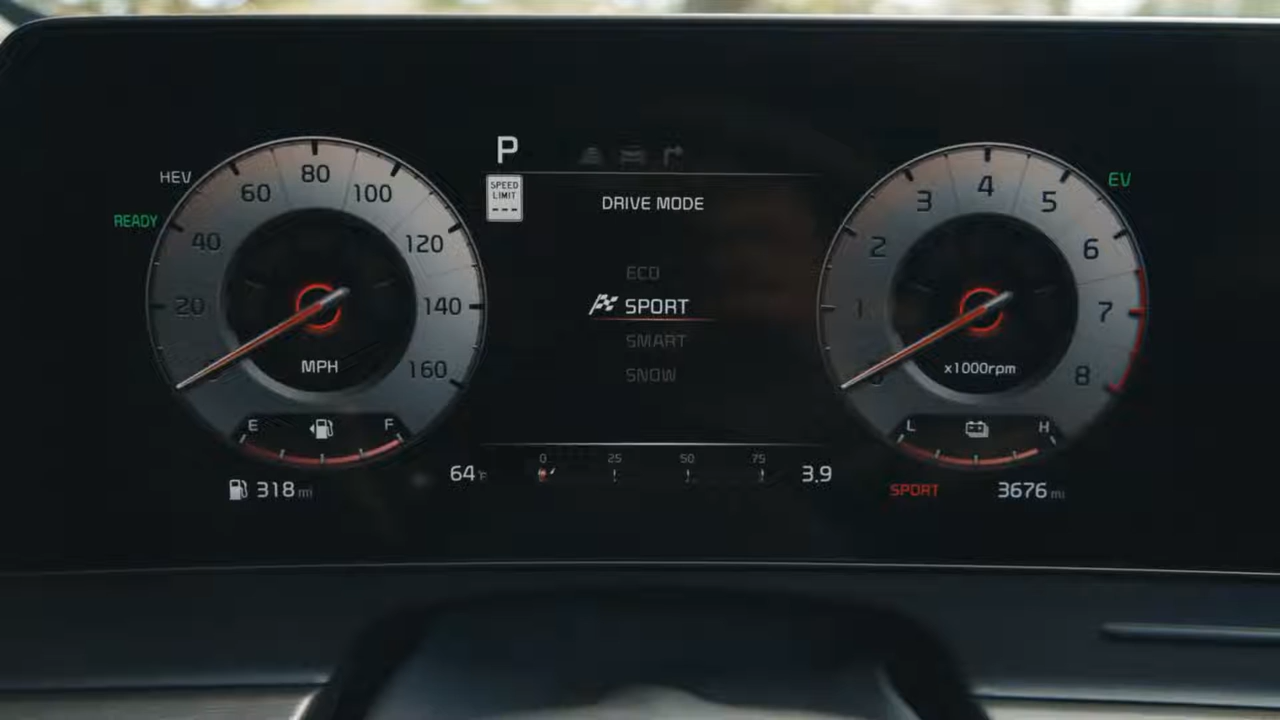 HEV
READY
20
40
60
80
100
120
140
160
MPH
E
F
318 mi
P
SPEED
LIMIT
---
DRIVE MODE
ECO
SPORT
SMART
SNOW
64°F
0 25 50 75
3.9
EV
0
1
2
3
4
5
6
7
8
x1000rpm
L
H
SPORT
3676 mi